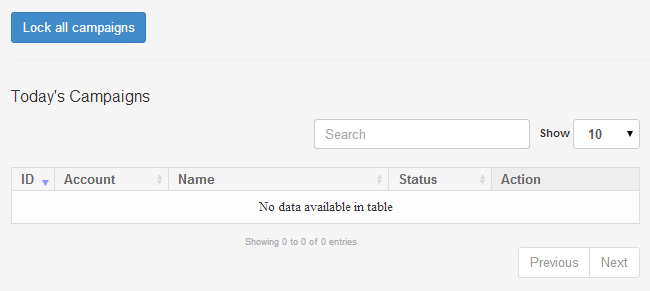 Lock all campaigns
Today's Campaigns
Search Show 10
ID Account Name Status Action
No data available in table
Showing 0 to 0 of 0 entries
Previous Next